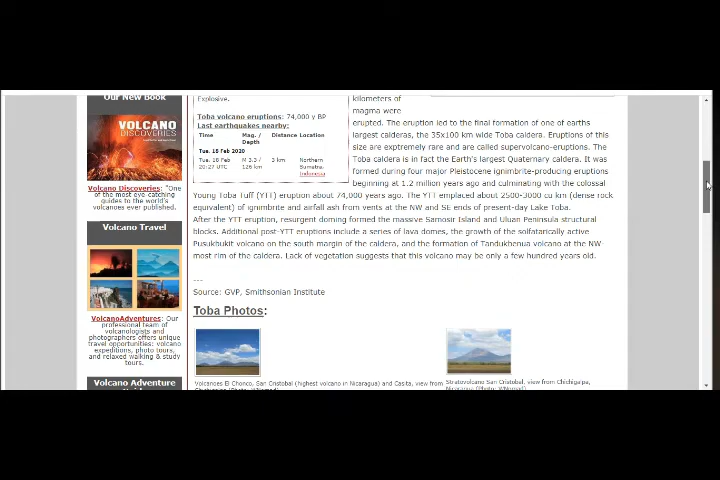 Our New Book
VOLCANO
DISCOVERIES
Volcano Discoveries: "One
of the most eye-catching
guides to the world's
volcanoes ever published.
Volcano Travel
VolcanoAdventures: Our
professional team of
volcanologists and
photographers offers unique
travel opportunities: volcano
expeditions, photo tours,
and relaxed walking & study
tours.
Volcano Adventure
Explosive.
Toba volcano eruptions: 74,000 y BP
Last earthquakes nearby:
Time Mag. / Depth Distance Location
Tue, 18 Feb 2020
Tue, 18 Feb 20:27 UTC M 3.3 / 126 km 3 km Northern Sumatra, Indonesia
kilometers of
magma were
erupted. The eruption led to the final formation of one of earths
largest calderas, the 35x100 km wide Toba caldera. Eruptions of this
size are exptremely rare and are called supervolcano-eruptions. The
Toba caldera is in fact the Earth's largest Quaternary caldera. It was
formed during four major Pleistocene ignimbrite-producing eruptions
beginning at 1.2 million years ago and culminating with the colossal
Young Toba Tuff (YTT) eruption about 74,000 years ago. The YTT emplaced about 2500-3000 cu km (dense rock
equivalent) of ignimbrite and airfall ash from vents at the NW and SE ends of present-day Lake Toba.
After the YTT eruption, resurgent doming formed the massive Samosir Island and Uluan Peninsula structural
blocks. Additional post-YTT eruptions include a series of lava domes, the growth of the solfatarically active
Pusukbukit volcano on the south margin of the caldera, and the formation of Tandukbenua volcano at the NW-
most rim of the caldera. Lack of vegetation suggests that this volcano may be only a few hundred years old.
---
Source: GVP, Smithsonian Institute
Toba Photos:
Volcanoes El Chonco, San Cristobal (highest volcano in Nicaragua) and Casita, view from
Stratovolcano San Cristobal, view from Chichigalpa,